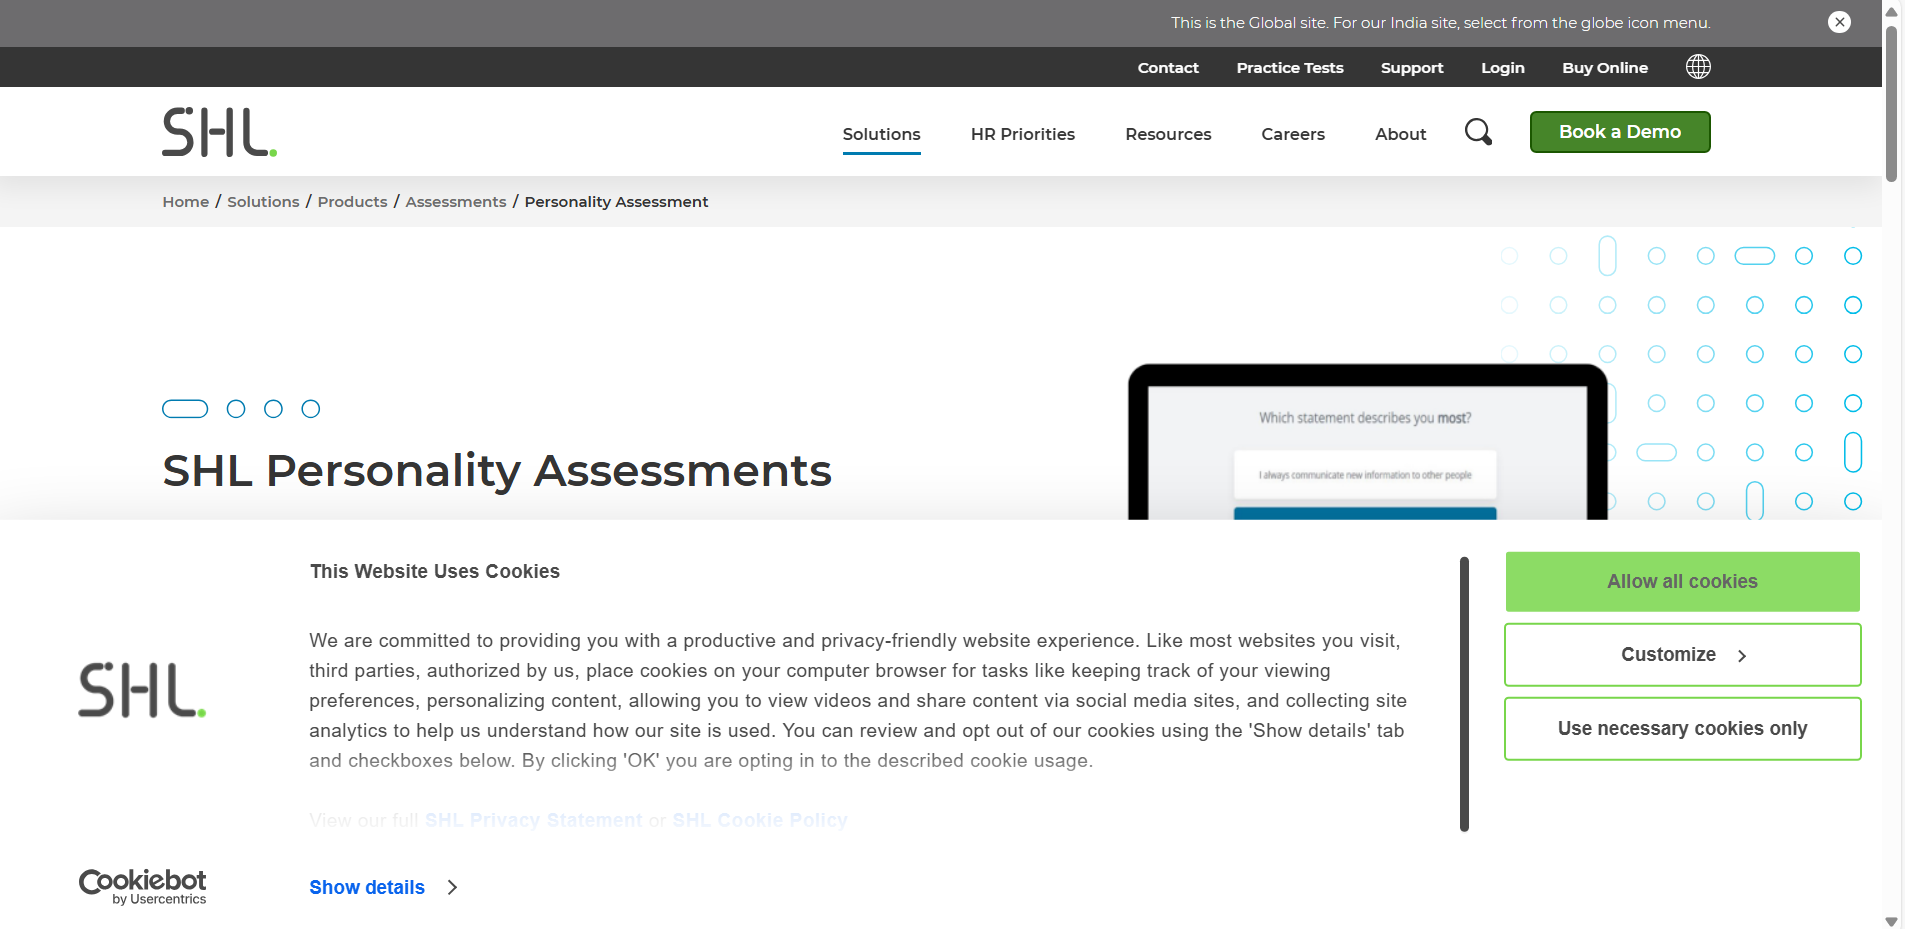 This is the Global site. For our India site, select from the globe icon menu.
Contact Practice Tests Support Login Buy Online
SHL.
Solutions HR Priorities Resources Careers About Book a Demo
Home / Solutions / Products / Assessments / Personality Assessment
Which statement describes you most?
I always communicate new information to other people
SHL Personality Assessments
This Website Uses Cookies
We are committed to providing you with a productive and privacy-friendly website experience. Like most websites you visit,
third parties, authorized by us, place cookies on your computer browser for tasks like keeping track of your viewing
preferences, personalizing content, allowing you to view videos and share content via social media sites, and collecting site
analytics to help us understand how our site is used. You can review and opt out of our cookies using the 'Show details' tab
and checkboxes below. By clicking 'OK' you are opting in to the described cookie usage.
View our full SHL Privacy Statement or SHL Cookie Policy
Show details
Allow all cookies
Customize
Use necessary cookies only
SHL.
Cookiebot
by Usercentrics